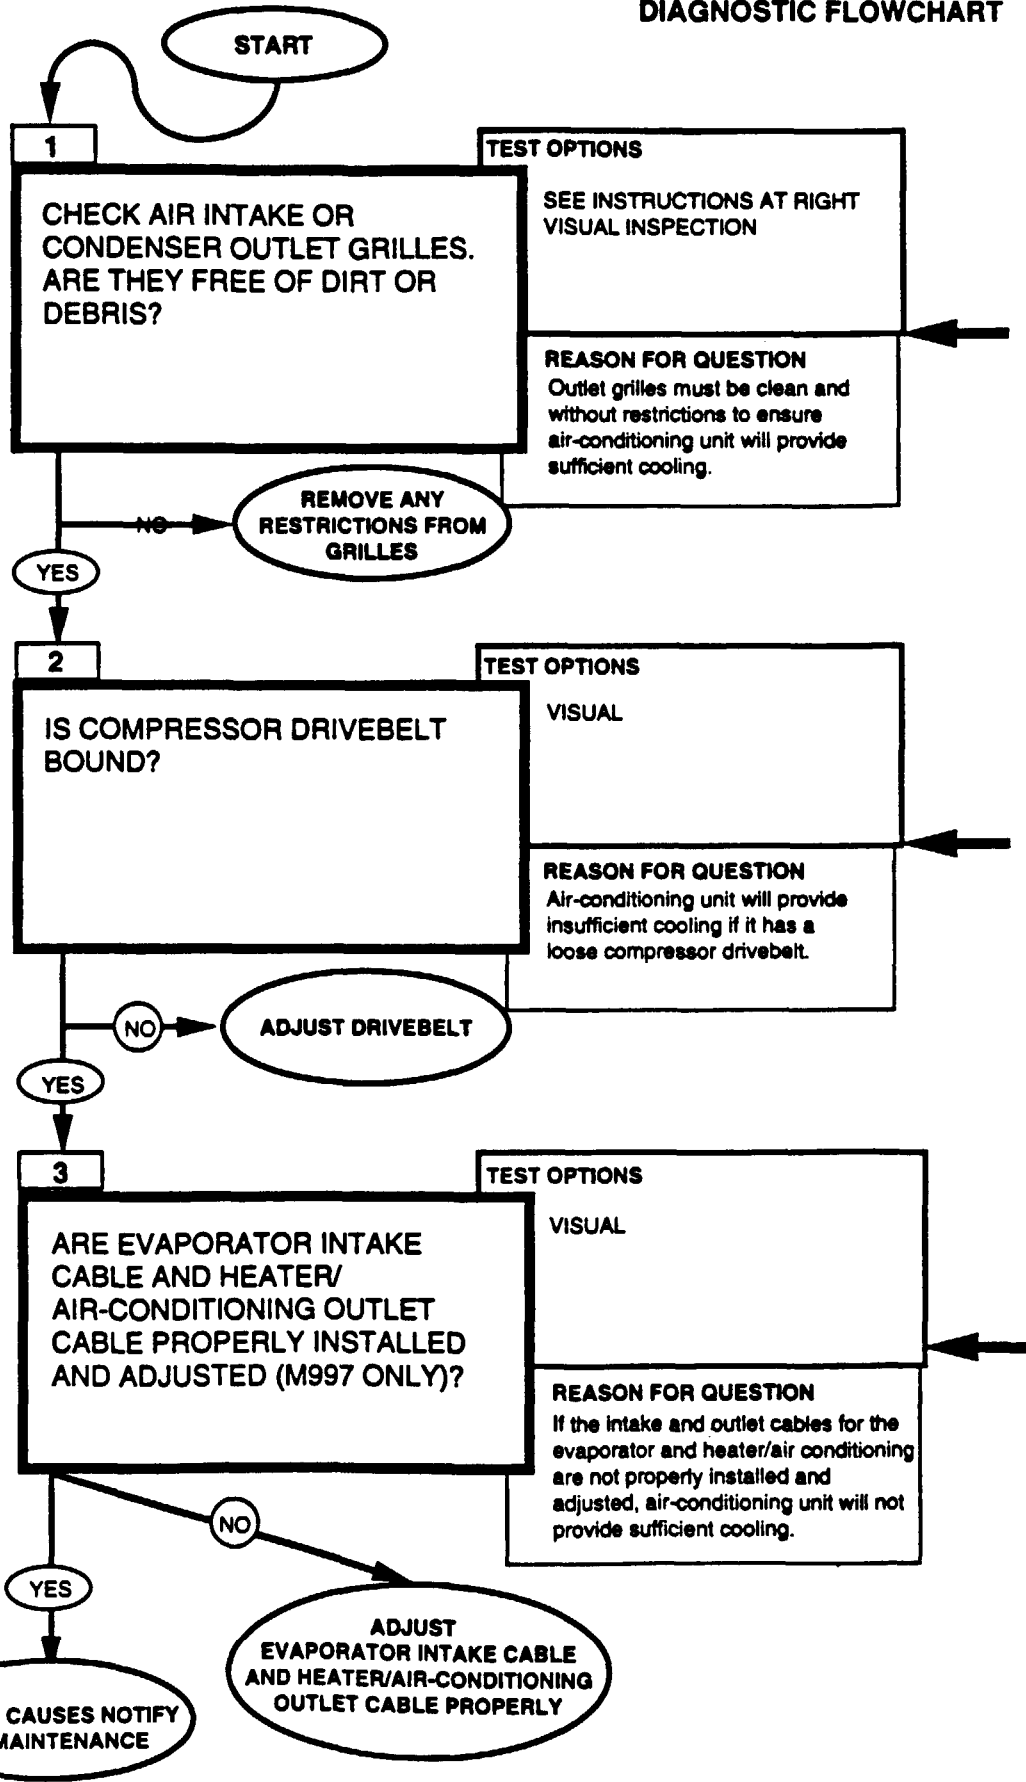 DIAGNOSTIC FLOWCHART
START
1
CHECK AIR INTAKE OR
CONDENSER OUTLET GRILLES.
ARE THEY FREE OF DIRT OR
DEBRIS?
TEST OPTIONS
SEE INSTRUCTIONS AT RIGHT
VISUAL INSPECTION
REASON FOR QUESTION
Outlet grilles must be clean and
without restrictions to ensure
air-conditioning unit will provide
sufficient cooling.
NO
REMOVE ANY
RESTRICTIONS FROM
GRILLES
YES
2
IS COMPRESSOR DRIVEBELT
BOUND?
TEST OPTIONS
VISUAL
REASON FOR QUESTION
Air-conditioning unit will provide
insufficient cooling if it has a
loose compressor drivebelt.
NO
ADJUST DRIVEBELT
YES
3
ARE EVAPORATOR INTAKE
CABLE AND HEATER/
AIR-CONDITIONING OUTLET
CABLE PROPERLY INSTALLED
AND ADJUSTED (M997 ONLY)?
TEST OPTIONS
VISUAL
REASON FOR QUESTION
If the intake and outlet cables for the
evaporator and heater/air conditioning
are not properly installed and
adjusted, air-conditioning unit will not
provide sufficient cooling.
NO
YES
ADJUST
EVAPORATOR INTAKE CABLE
AND HEATER/AIR-CONDITIONING
OUTLET CABLE PROPERLY
CAUSES NOTIFY
MAINTENANCE